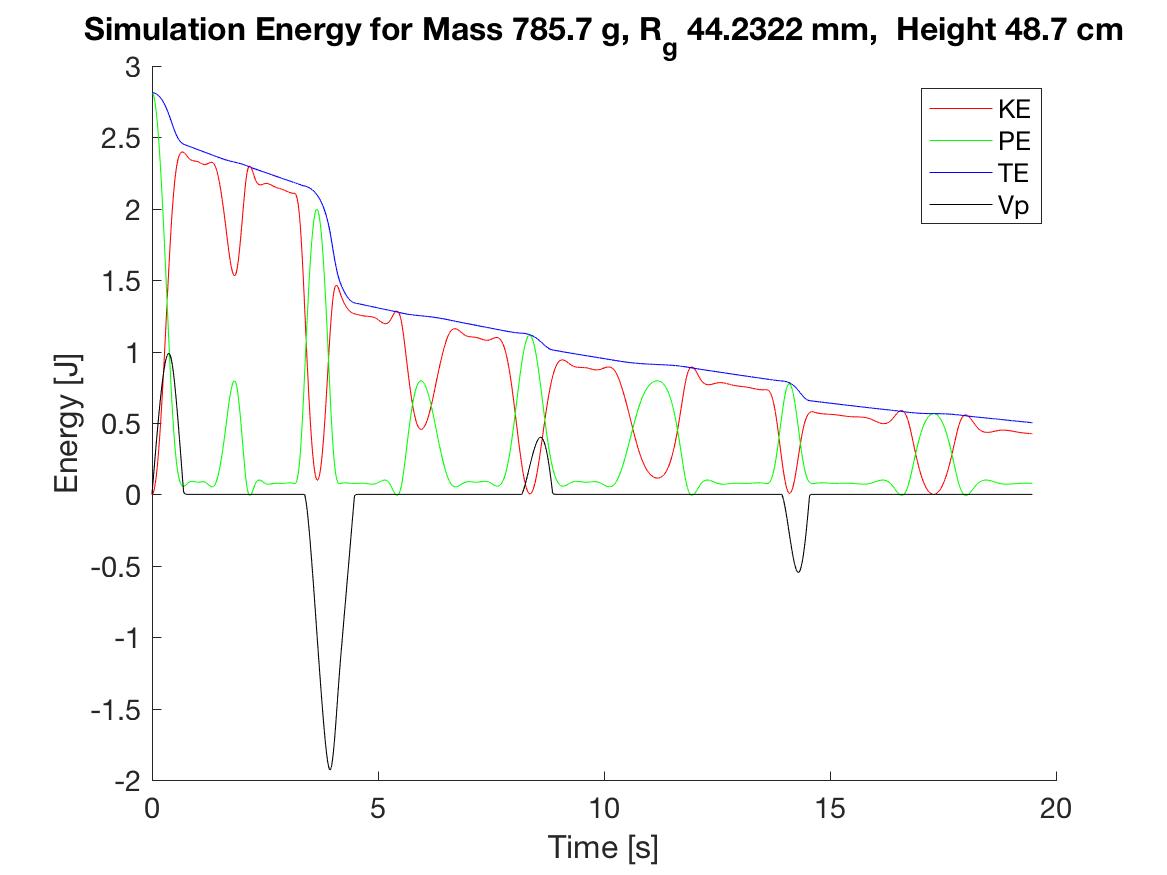 Simulation Energy for Mass 785.7 g, Rg 44.2322 mm,  Height 48.7 cm
3
2.5
2
1.5
1
0.5
0
-0.5
-1
-1.5
-2
Energy [J]
KE
PE
TE
Vp
0 5 10 15 20
Time [s]